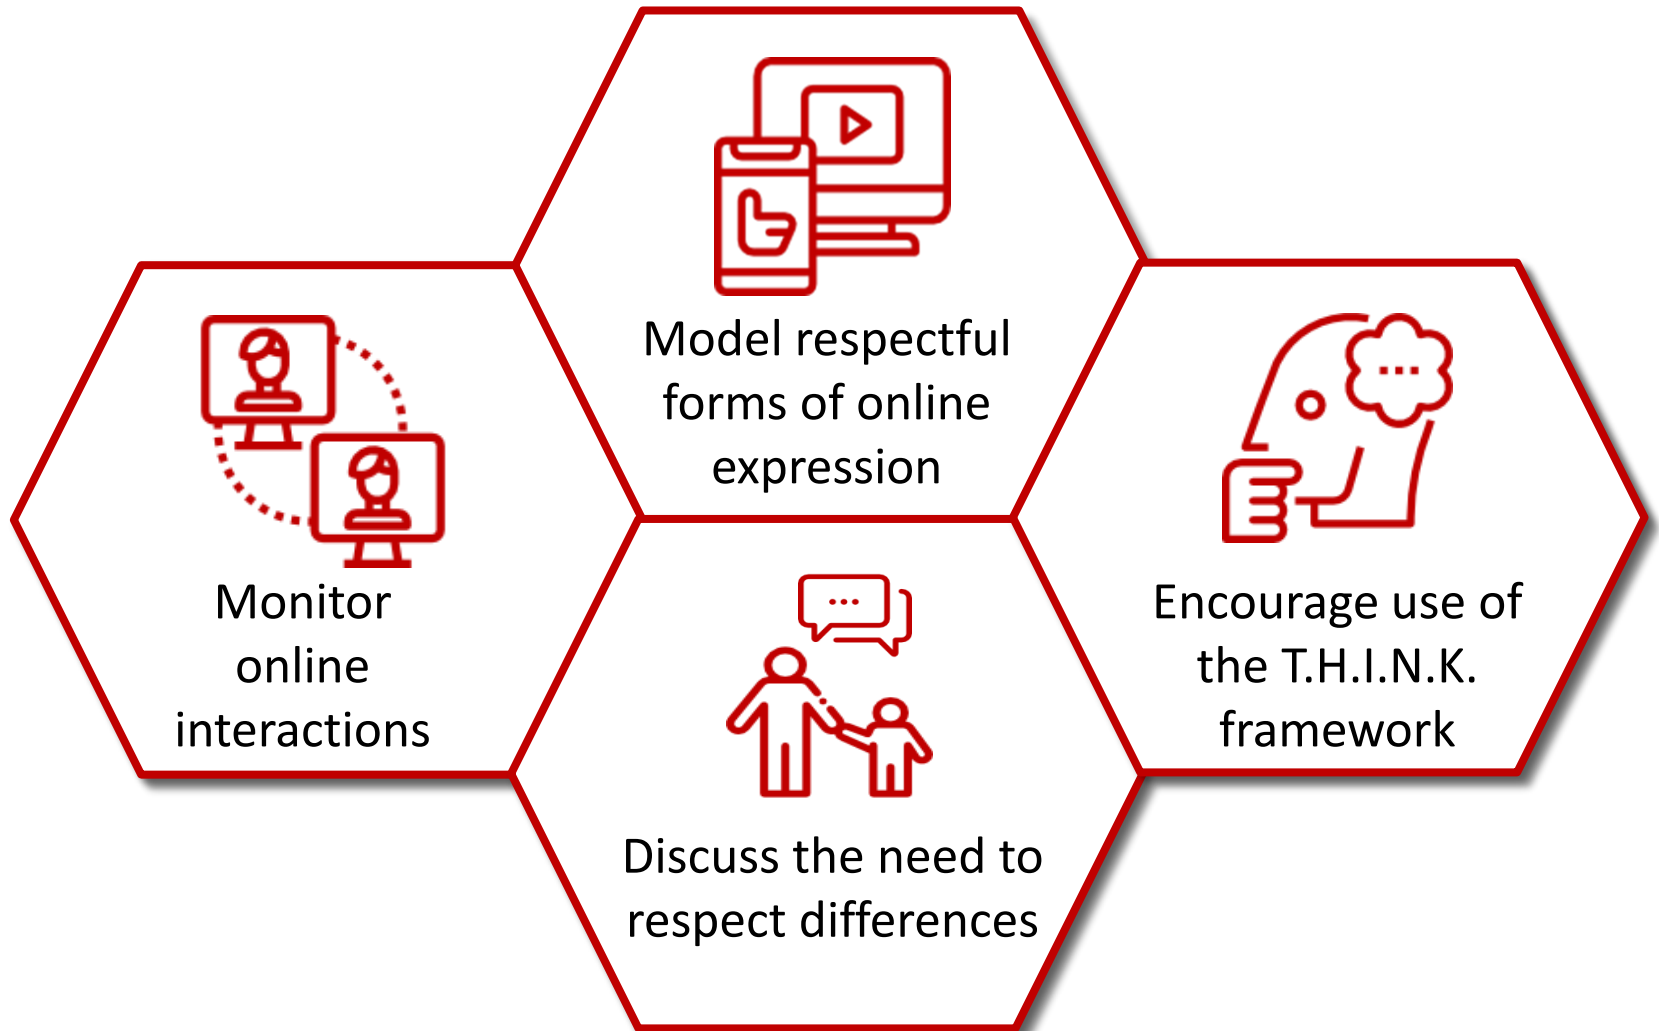 Model respectful
forms of online
expression
Monitor
online
interactions
Encourage use of
the T.H.I.N.K.
framework
Discuss the need to
respect differences